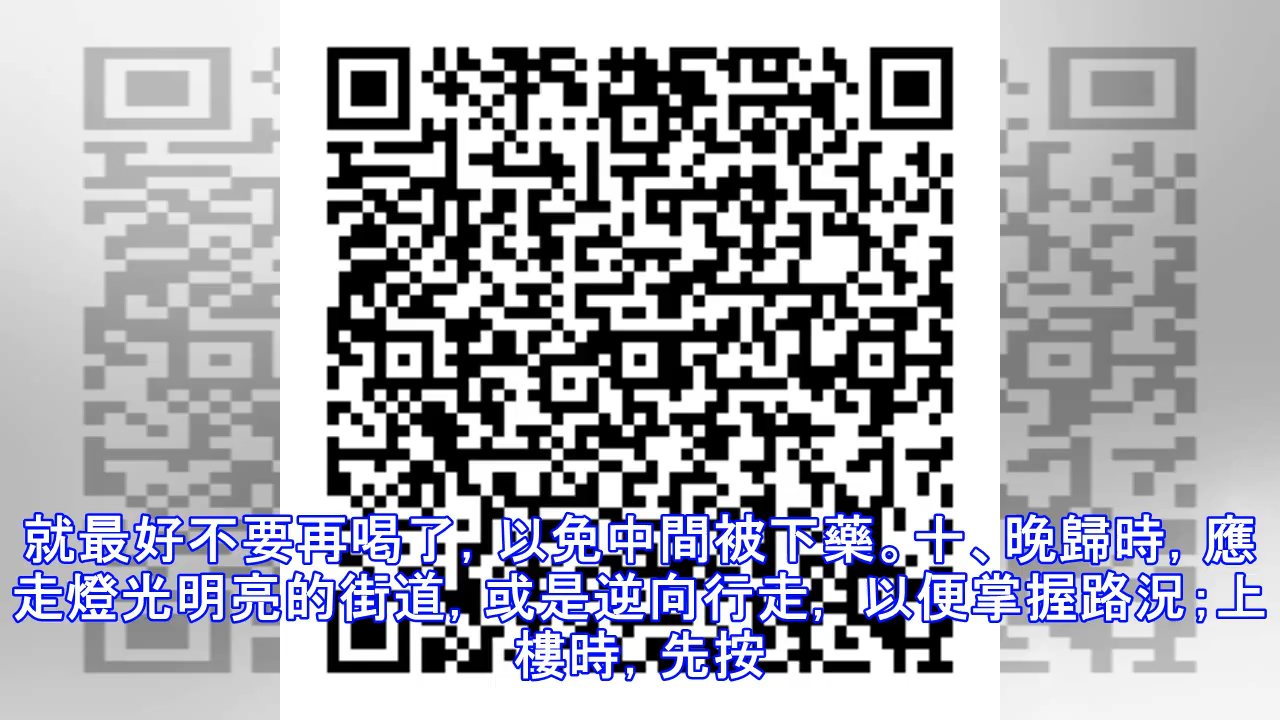 就最好不要再喝了, 以免中間被下藥。十、晚歸時, 應
走燈光明亮的街道, 或是逆向行走, 以便掌握路況;上
樓時, 先按